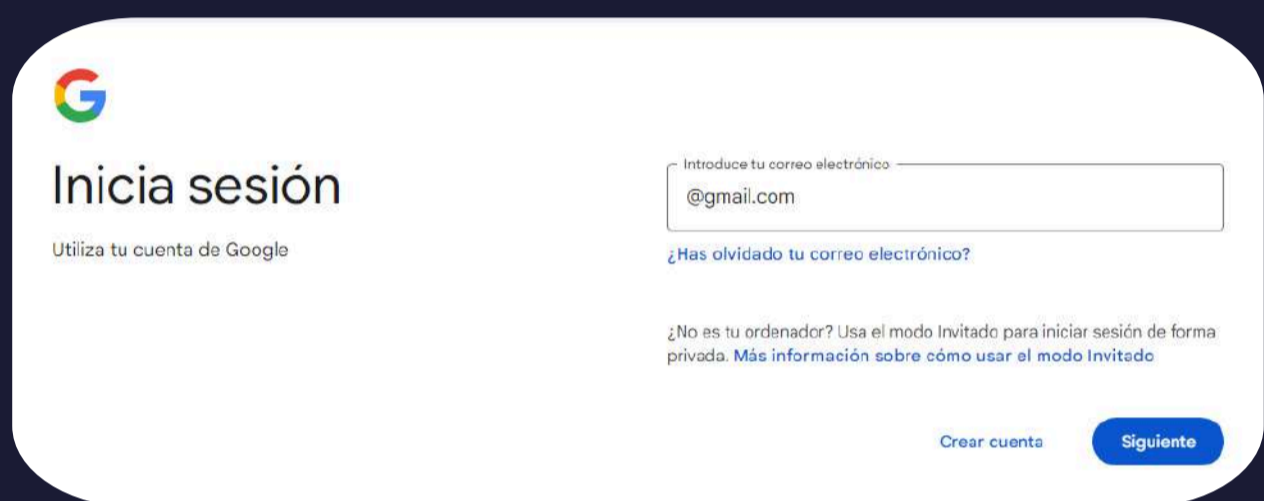 Inicia sesión
Utiliza tu cuenta de Google
Introduce tu correo electrónico
@gmail.com
¿Has olvidado tu correo electrónico?
¿No es tu ordenador? Usa el modo Invitado para iniciar sesión de forma
privada. Más información sobre cómo usar el modo Invitado
Crear cuenta
Siguiente